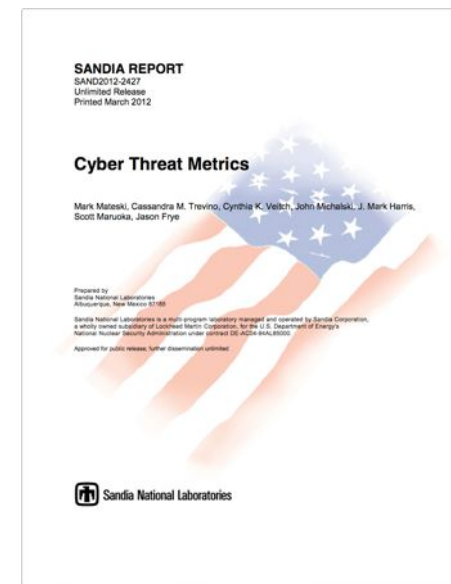 SANDIA REPORT
SAND2012-2427
Unlimited Release
Printed March 2012
Cyber Threat Metrics
Mark Mateski, Cassandra M. Trevino, Cynthia K. Veitch, John Michalski, J. Mark Harris,
Scott Maruoka, Jason Frye
Prepared by
Sandia National Laboratories
Albuquerque, New Mexico 87185
Sandia National Laboratories is a multi-program laboratory managed and operated by Sandia Corporation,
a wholly owned subsidiary of Lockheed Martin Corporation, for the U.S. Department of Energy's
National Nuclear Security Administration under contract DE-AC04-94AL85000.
Approved for public release; further dissemination unlimited.
Sandia National Laboratories